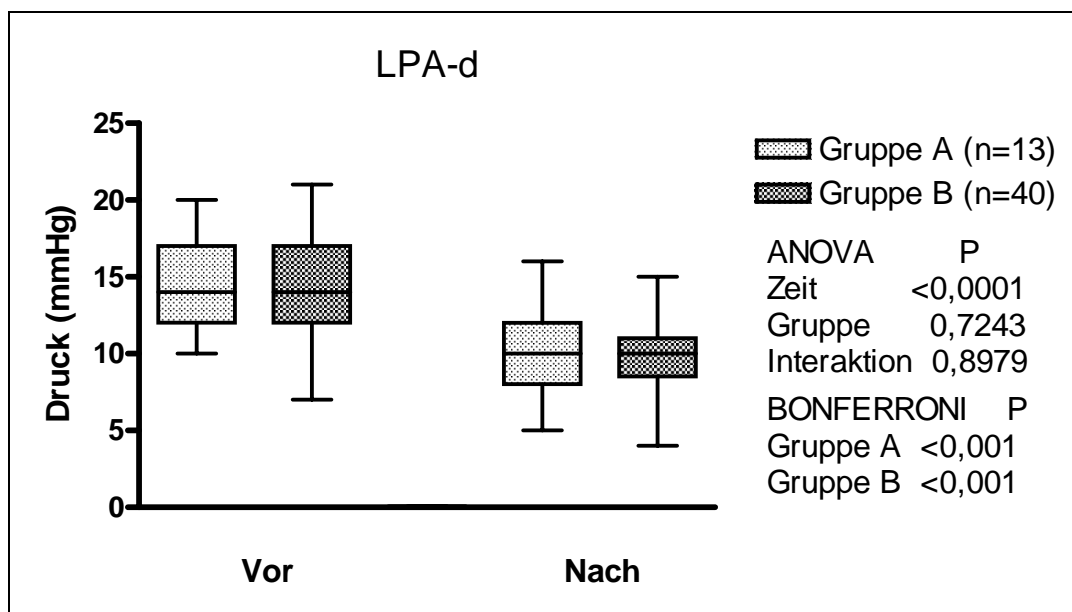 LPA-d
25
20
15
10
5
0
Druck (mmHg)
Vor
Nach
Gruppe A (n=13)
Gruppe B (n=40)
ANOVA P
Zeit <0,0001
Gruppe 0,7243
Interaktion 0,8979
BONFERRONI P
Gruppe A <0,001
Gruppe B <0,001